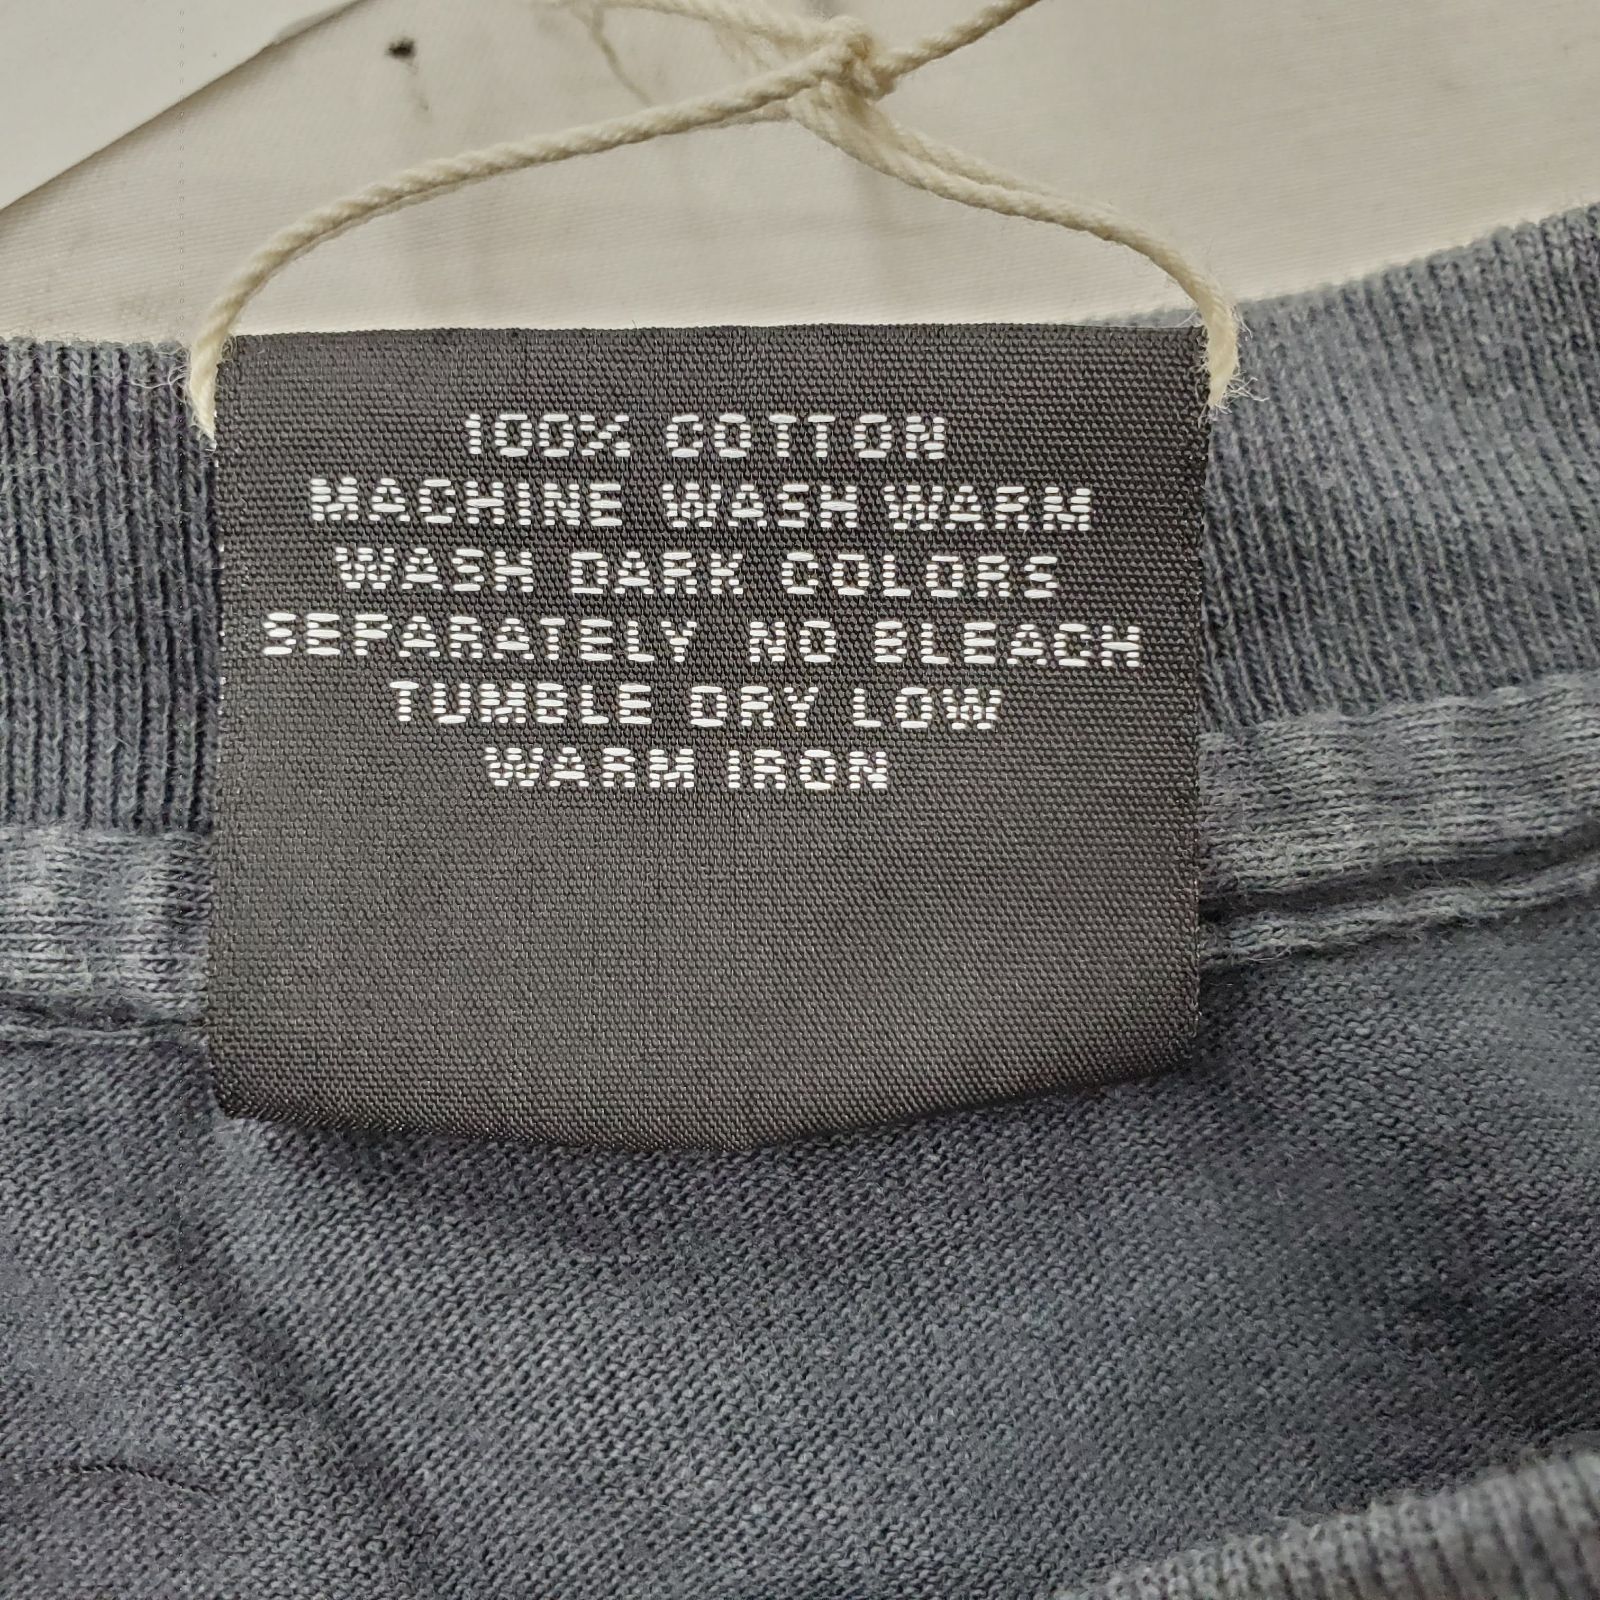 100% COTTON
MACHINE WASH WARM
WASH DARK COLORS
SEPARATELY NO BLEACH
TUMBLE DRY LOW
WARM IRON